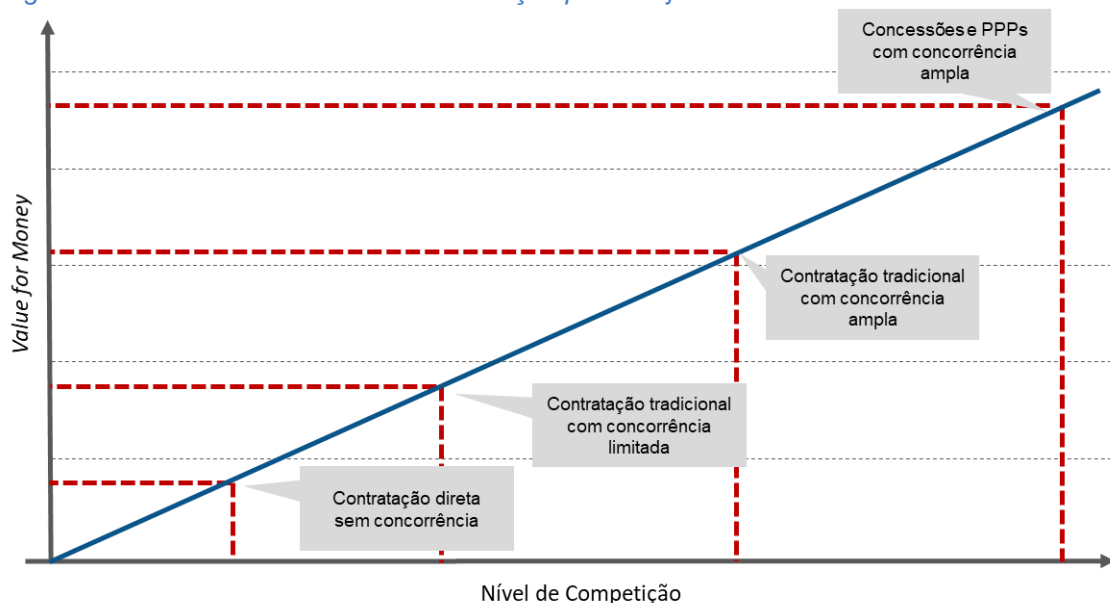 Concessões e PPPs
com concorrência
ampla
Value for Money
Contratação tradicional
com concorrência
ampla
Contratação tradicional
com concorrência
limitada
Contratação direta
sem concorrência
Nível de Competição